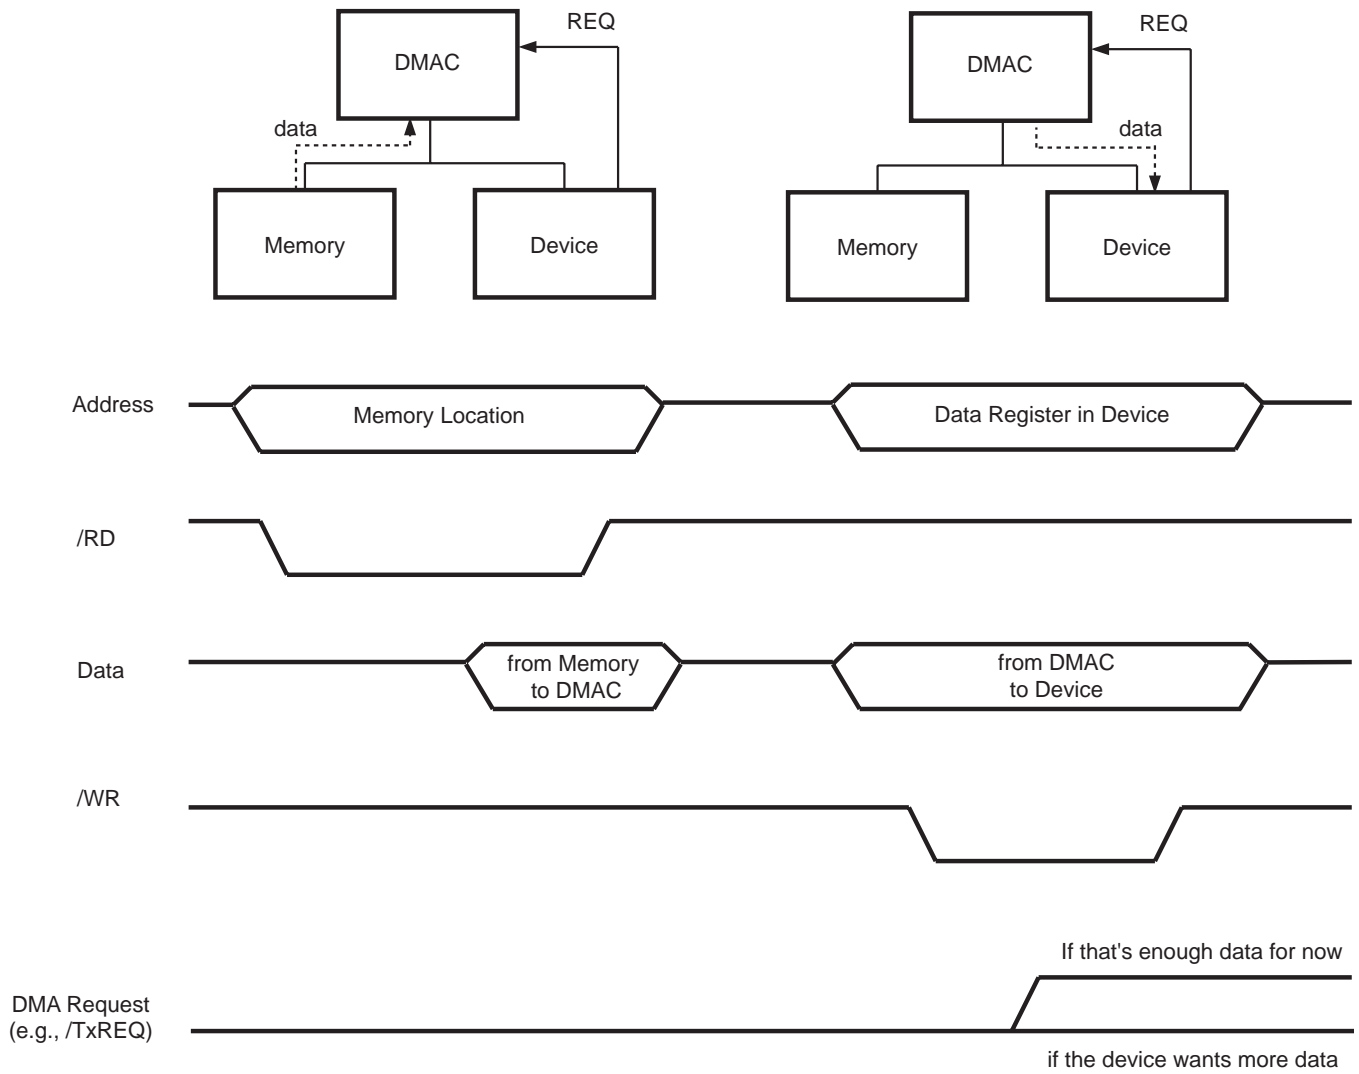 REQ
REQ
DMAC
DMAC
data
data
Memory
Device
Memory
Device
Address
Memory Location
Data Register in Device
/RD
Data
from Memory
to DMAC
from DMAC
to Device
/WR
If that's enough data for now
DMA Request
(e.g., /TxREQ)
if the device wants more data